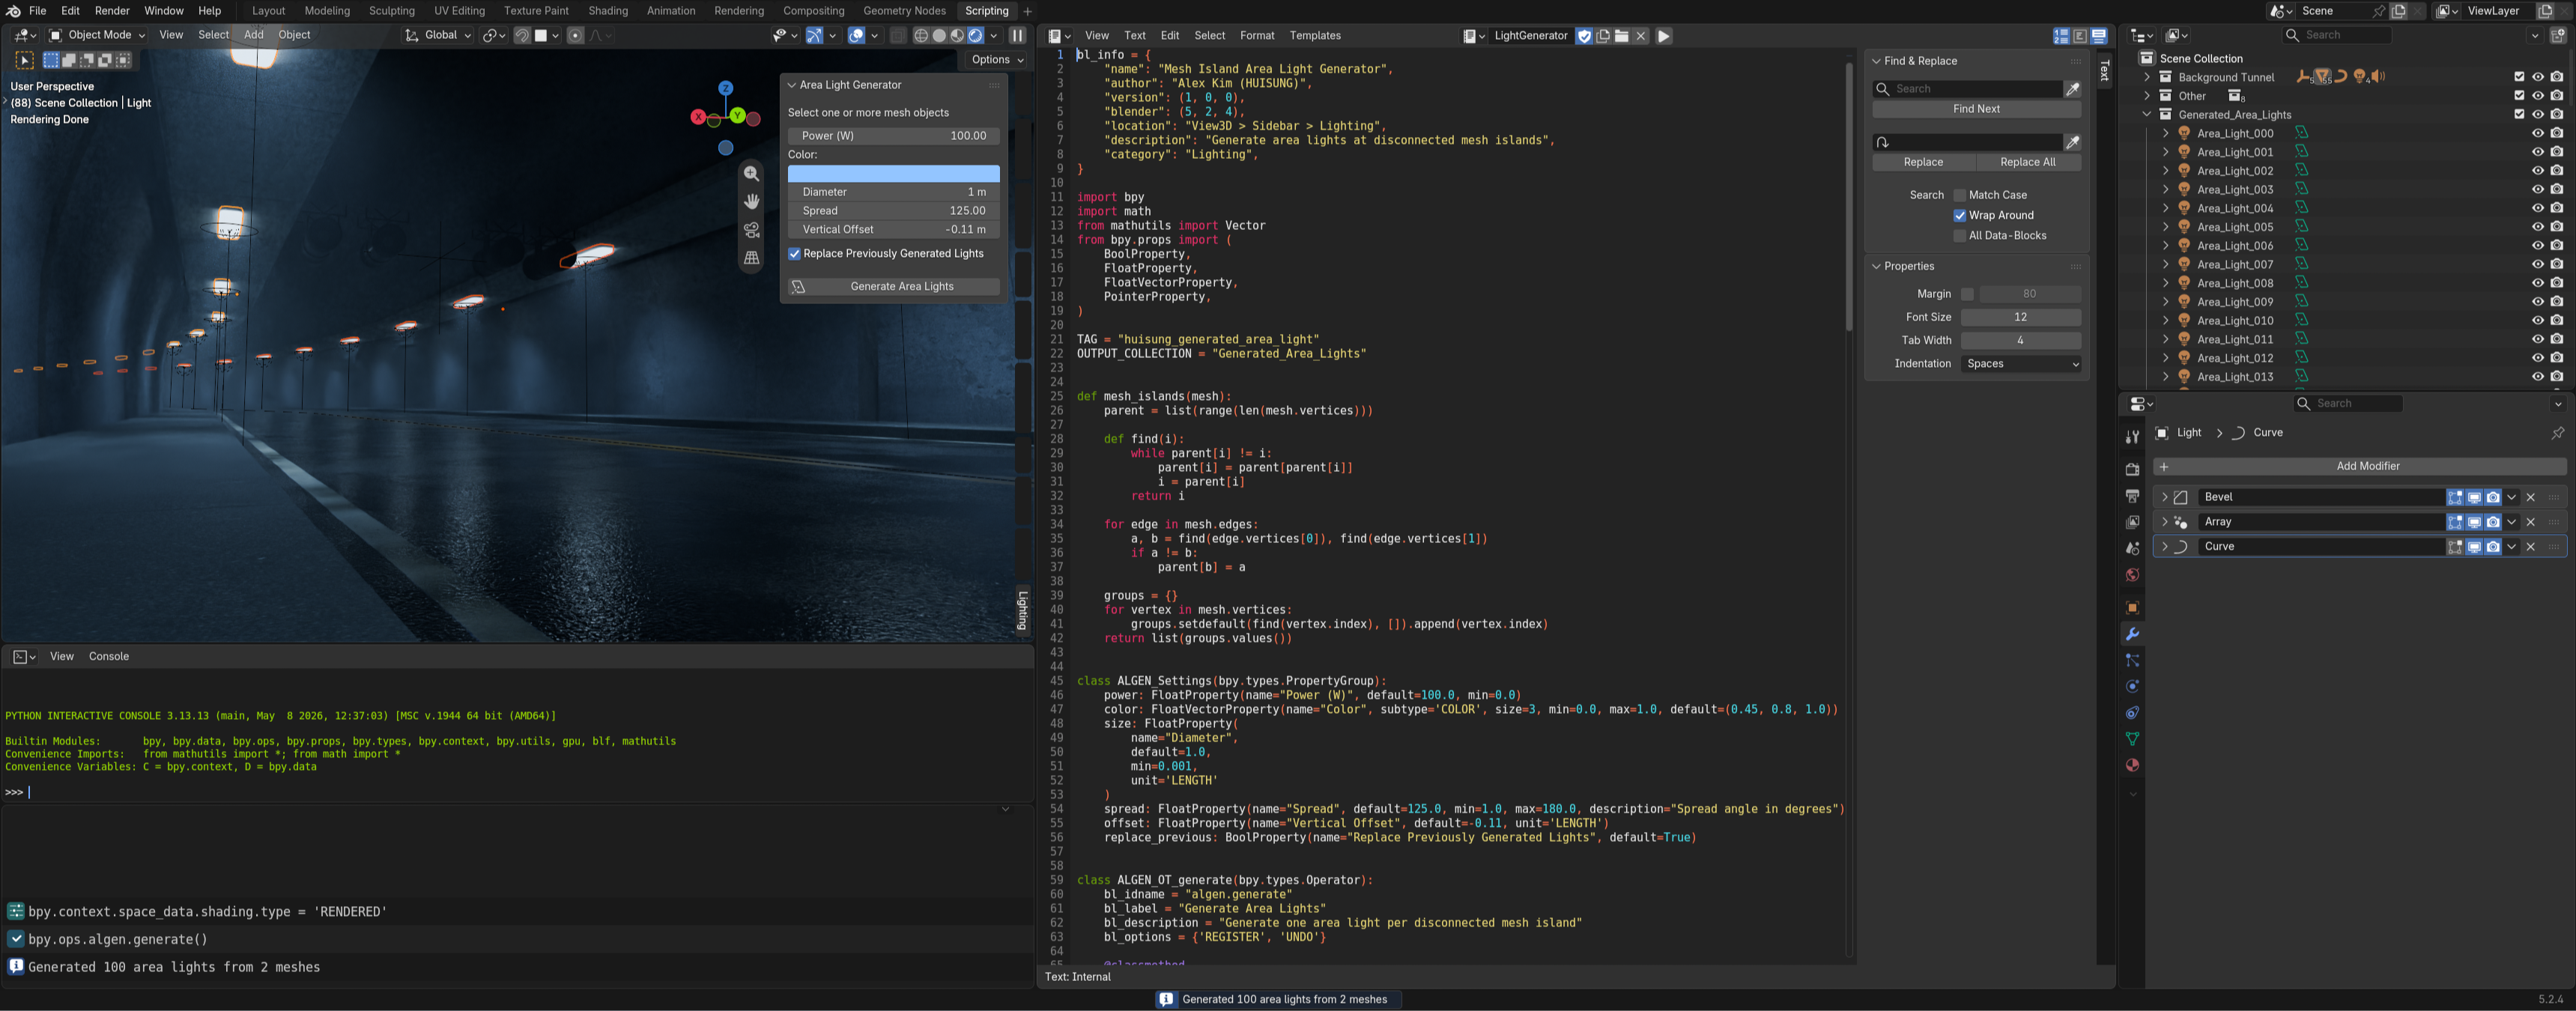 File Edit Render Window Help Layout Modeling Sculpting UV Editing Texture Paint Shading Animation Rendering Compositing Geometry Nodes Scripting
Scene ViewLayer
Object Mode View Select Add Object Global
Options
User Perspective
(88) Scene Collection | Light
Rendering Done
Z
X Y
Area Light Generator
Select one or more mesh objects
Power (W) 100.00
Color:
Diameter 1 m
Spread 125.00
Vertical Offset -0.11 m
Replace Previously Generated Lights
Generate Area Lights
Lighting
View Console
PYTHON INTERACTIVE CONSOLE 3.13.13 (main, May  8 2026, 12:37:03) [MSC v.1944 64 bit (AMD64)]
Builtin Modules:       bpy, bpy.data, bpy.ops, bpy.props, bpy.types, bpy.context, bpy.utils, gpu, blf, mathutils
Convenience Imports:   from mathutils import *; from math import *
Convenience Variables: C = bpy.context, D = bpy.data
>>>
bpy.context.space_data.shading.type = 'RENDERED'
bpy.ops.algen.generate()
Generated 100 area lights from 2 meshes
View Text Edit Select Format Templates LightGenerator
1 bl_info = {
2     "name": "Mesh Island Area Light Generator",
3     "author": "Alex Kim (HUISUNG)",
4     "version": (1, 0, 0),
5     "blender": (5, 2, 4),
6     "location": "View3D > Sidebar > Lighting",
7     "description": "Generate area lights at disconnected mesh islands",
8     "category": "Lighting",
9 }
10
11 import bpy
12 import math
13 from mathutils import Vector
14 from bpy.props import (
15     BoolProperty,
16     FloatProperty,
17     FloatVectorProperty,
18     PointerProperty,
19 )
20
21 TAG = "huisung_generated_area_light"
22 OUTPUT_COLLECTION = "Generated_Area_Lights"
23
24
25 def mesh_islands(mesh):
26     parent = list(range(len(mesh.vertices)))
27
28     def find(i):
29         while parent[i] != i:
30             parent[i] = parent[parent[i]]
31             i = parent[i]
32         return i
33
34     for edge in mesh.edges:
35         a, b = find(edge.vertices[0]), find(edge.vertices[1])
36         if a != b:
37             parent[b] = a
38
39     groups = {}
40     for vertex in mesh.vertices:
41         groups.setdefault(find(vertex.index), []).append(vertex.index)
42     return list(groups.values())
43
44
45 class ALGEN_Settings(bpy.types.PropertyGroup):
46     power: FloatProperty(name="Power (W)", default=100.0, min=0.0)
47     color: FloatVectorProperty(name="Color", subtype='COLOR', size=3, min=0.0, max=1.0, default=(0.45, 0.8, 1.0))
48     size: FloatProperty(
49         name="Diameter",
50         default=1.0,
51         min=0.001,
52         unit='LENGTH'
53     )
54     spread: FloatProperty(name="Spread", default=125.0, min=1.0, max=180.0, description="Spread angle in degrees")
55     offset: FloatProperty(name="Vertical Offset", default=-0.11, unit='LENGTH')
56     replace_previous: BoolProperty(name="Replace Previously Generated Lights", default=True)
57
58
59 class ALGEN_OT_generate(bpy.types.Operator):
60     bl_idname = "algen.generate"
61     bl_label = "Generate Area Lights"
62     bl_description = "Generate one area light per disconnected mesh island"
63     bl_options = {'REGISTER', 'UNDO'}
64
65     @classmethod
Text: Internal
Generated 100 area lights from 2 meshes
Text
Find & Replace
Search
Find Next
Replace Replace All
Search Match Case
Wrap Around
All Data-Blocks
Properties
Margin 80
Font Size 12
Tab Width 4
Indentation Spaces
Search
Scene Collection
Background Tunnel
Other 8
Generated_Area_Lights
Area_Light_000
Area_Light_001
Area_Light_002
Area_Light_003
Area_Light_004
Area_Light_005
Area_Light_006
Area_Light_007
Area_Light_008
Area_Light_009
Area_Light_010
Area_Light_011
Area_Light_012
Area_Light_013
Search
Light Curve
Add Modifier
Bevel
Array
Curve
5.2.4